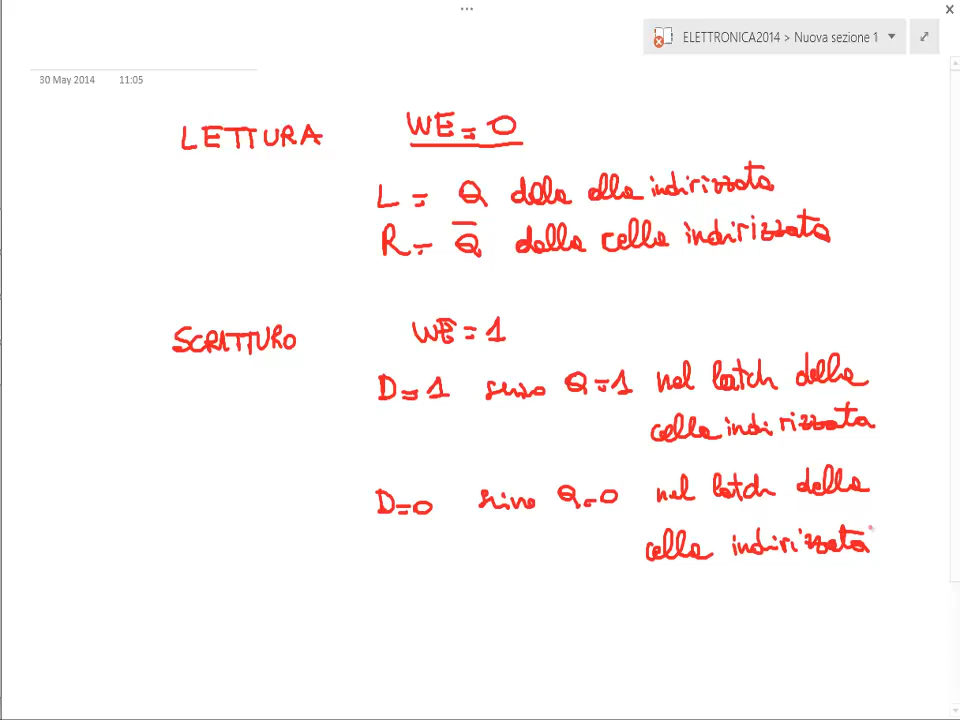 ELETTRONICA2014 > Nuova sezione 1
30 May 2014 11:05
LETTURA WE = 0
L = Q della cella indirizzata
R = Q̅ della cella indirizzata
SCRITTURA WE = 1
D = 1 scrivo Q = 1 nel latch della
cella indirizzata
D = 0 scrivo Q = 0 nel latch della
cella indirizzata